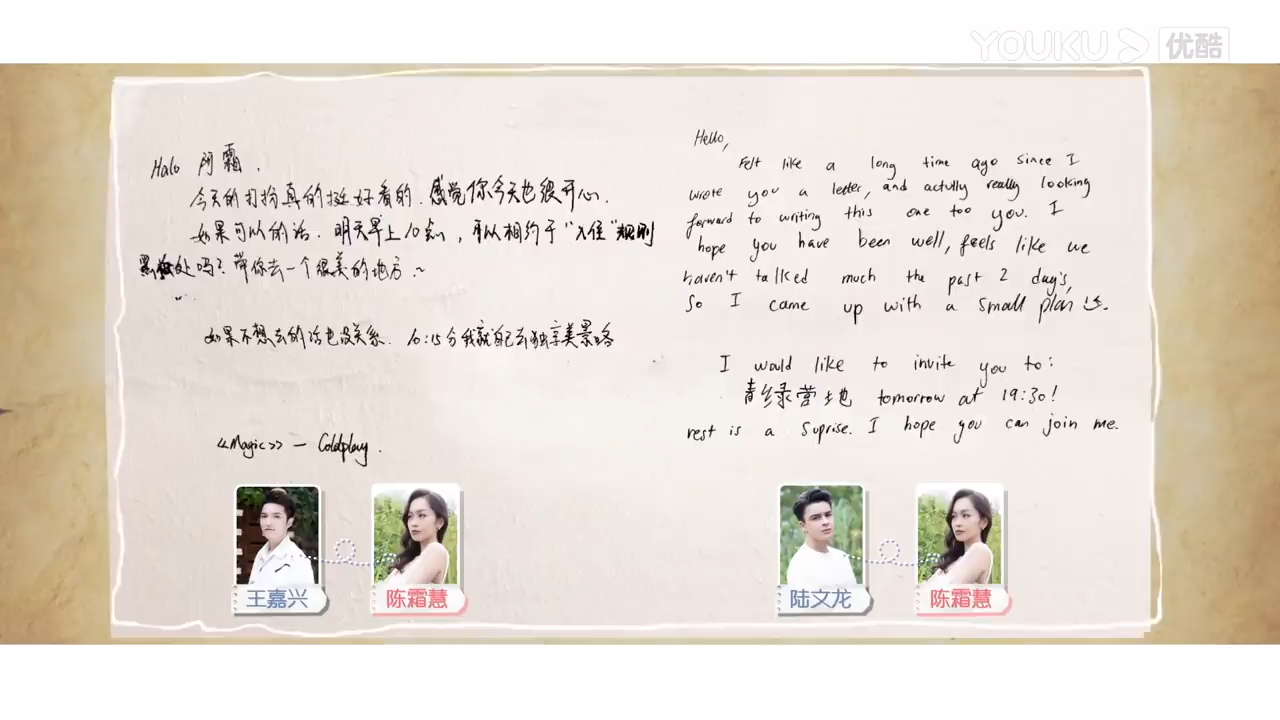 YOUKU 优酷
Halo 阿霜.
今天的打扮真的挺好看的. 感觉你今天也很开心.
如果可以的话. 明天早上10点, 可以相约于"入住"规则
处吗? 带你去一个很美的地方.~
如果不想去的话也没关系. 10:15分我就自己去独享美景咯
《Magic》— Coldplay.
王嘉兴
陈霜慧
Hello,
Felt like a long time ago since I
wrote you a letter, and actully really looking
forward to writing this one too you. I
hope you have been well, feels like we
haven't talked much the past 2 day's,
So I came up with a small plan.
I would like to invite you to:
青绿营地 tomorrow at 19:30!
rest is a Suprise. I hope you can join me.
陆文龙
陈霜慧